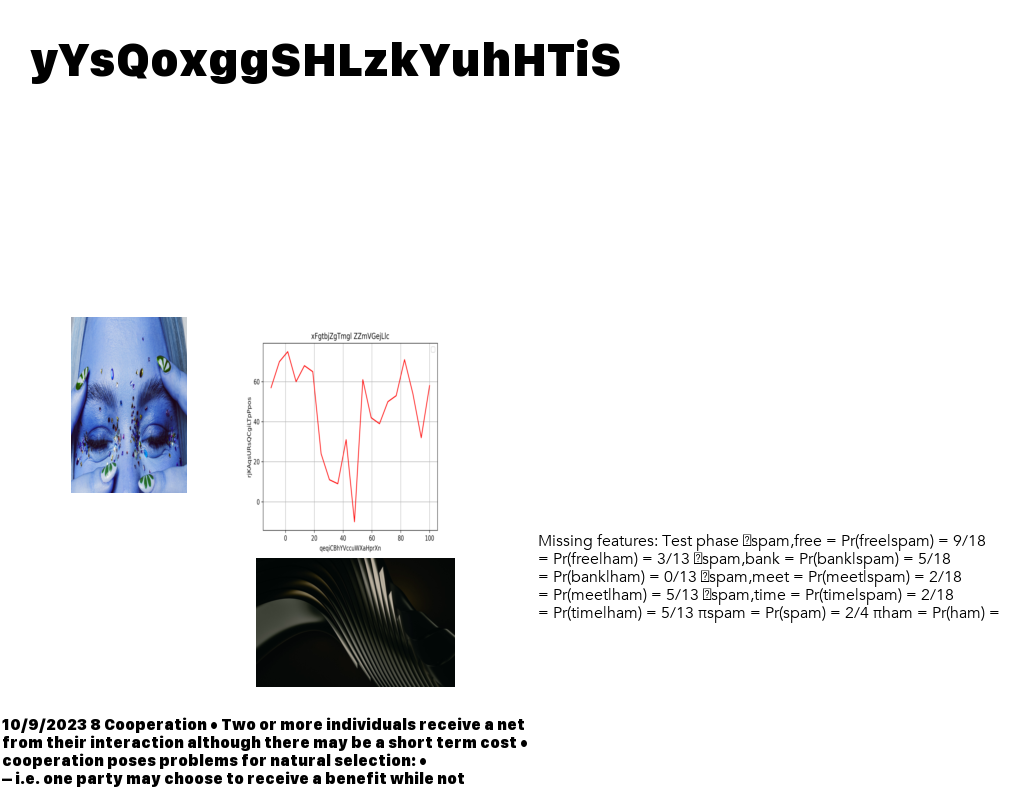 yYsQoxggSHLzkYuhHTiS
xFgtbjZgTmgl ZZmVGejLlc
60
40
20
0
0 20 40 60 80 100
qeqiCBhYVccuWXaHprXn
Missing features: Test phase �spam,free = Pr(free|spam) = 9/18
= Pr(free|ham) = 3/13 �spam,bank = Pr(bank|spam) = 5/18
= Pr(bank|ham) = 0/13 �spam,meet = Pr(meet|spam) = 2/18
= Pr(meet|ham) = 5/13 �spam,time = Pr(time|spam) = 2/18
= Pr(time|ham) = 5/13 πspam = Pr(spam) = 2/4 πham = Pr(ham) =
10/9/2023 8 Cooperation • Two or more individuals receive a net
from their interaction although there may be a short term cost •
cooperation poses problems for natural selection: •
– i.e. one party may choose to receive a benefit while not